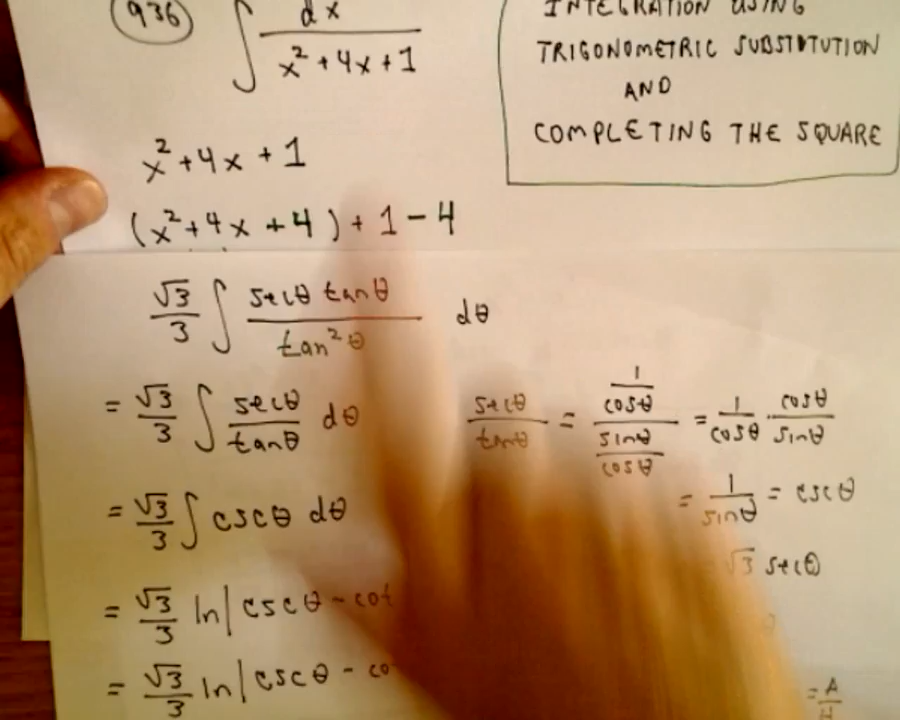 936 ∫ dx / (x² + 4x + 1)
INTEGRATION USING
TRIGONOMETRIC SUBSTITUTION
AND
COMPLETING THE SQUARE
x² + 4x + 1
(x² + 4x + 4) + 1 - 4
√3/3 ∫ secθ tanθ / tan²θ dθ
= √3/3 ∫ secθ / tanθ dθ
secθ / tanθ = (1/cosθ) / (sinθ/cosθ) = 1/cosθ cosθ/sinθ
= 1/sinθ = cscθ
= √3/3 ∫ cscθ dθ
√3 secθ
= √3/3 ln|cscθ - cot
= √3/3 ln|cscθ - co
= A/H